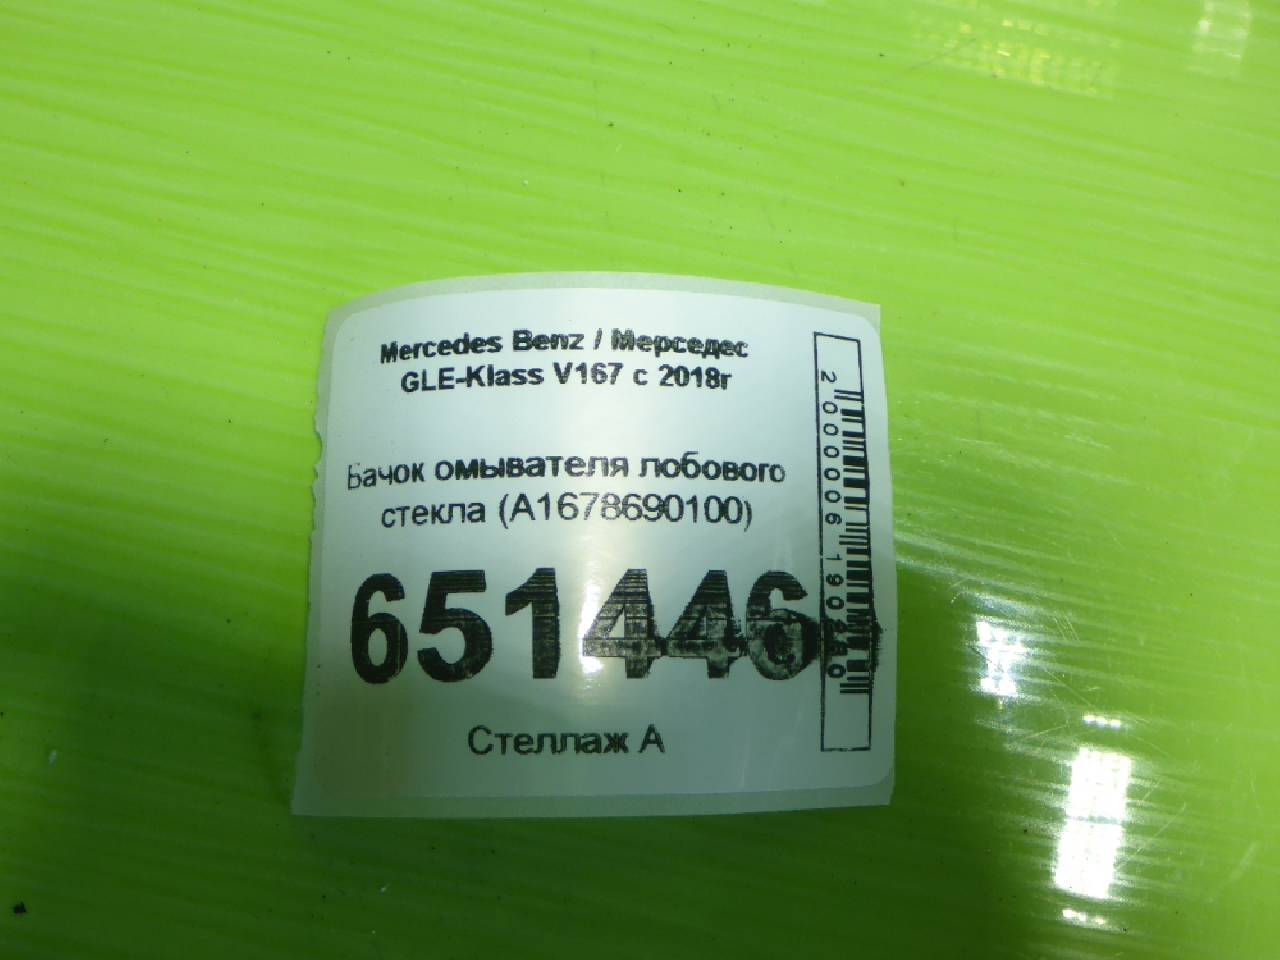 Mercedes Benz / Мерседес
GLE-Klass V167 с 2018г
Бачок омывателя лобового
стекла (A1678690100)
651446
Стеллаж А